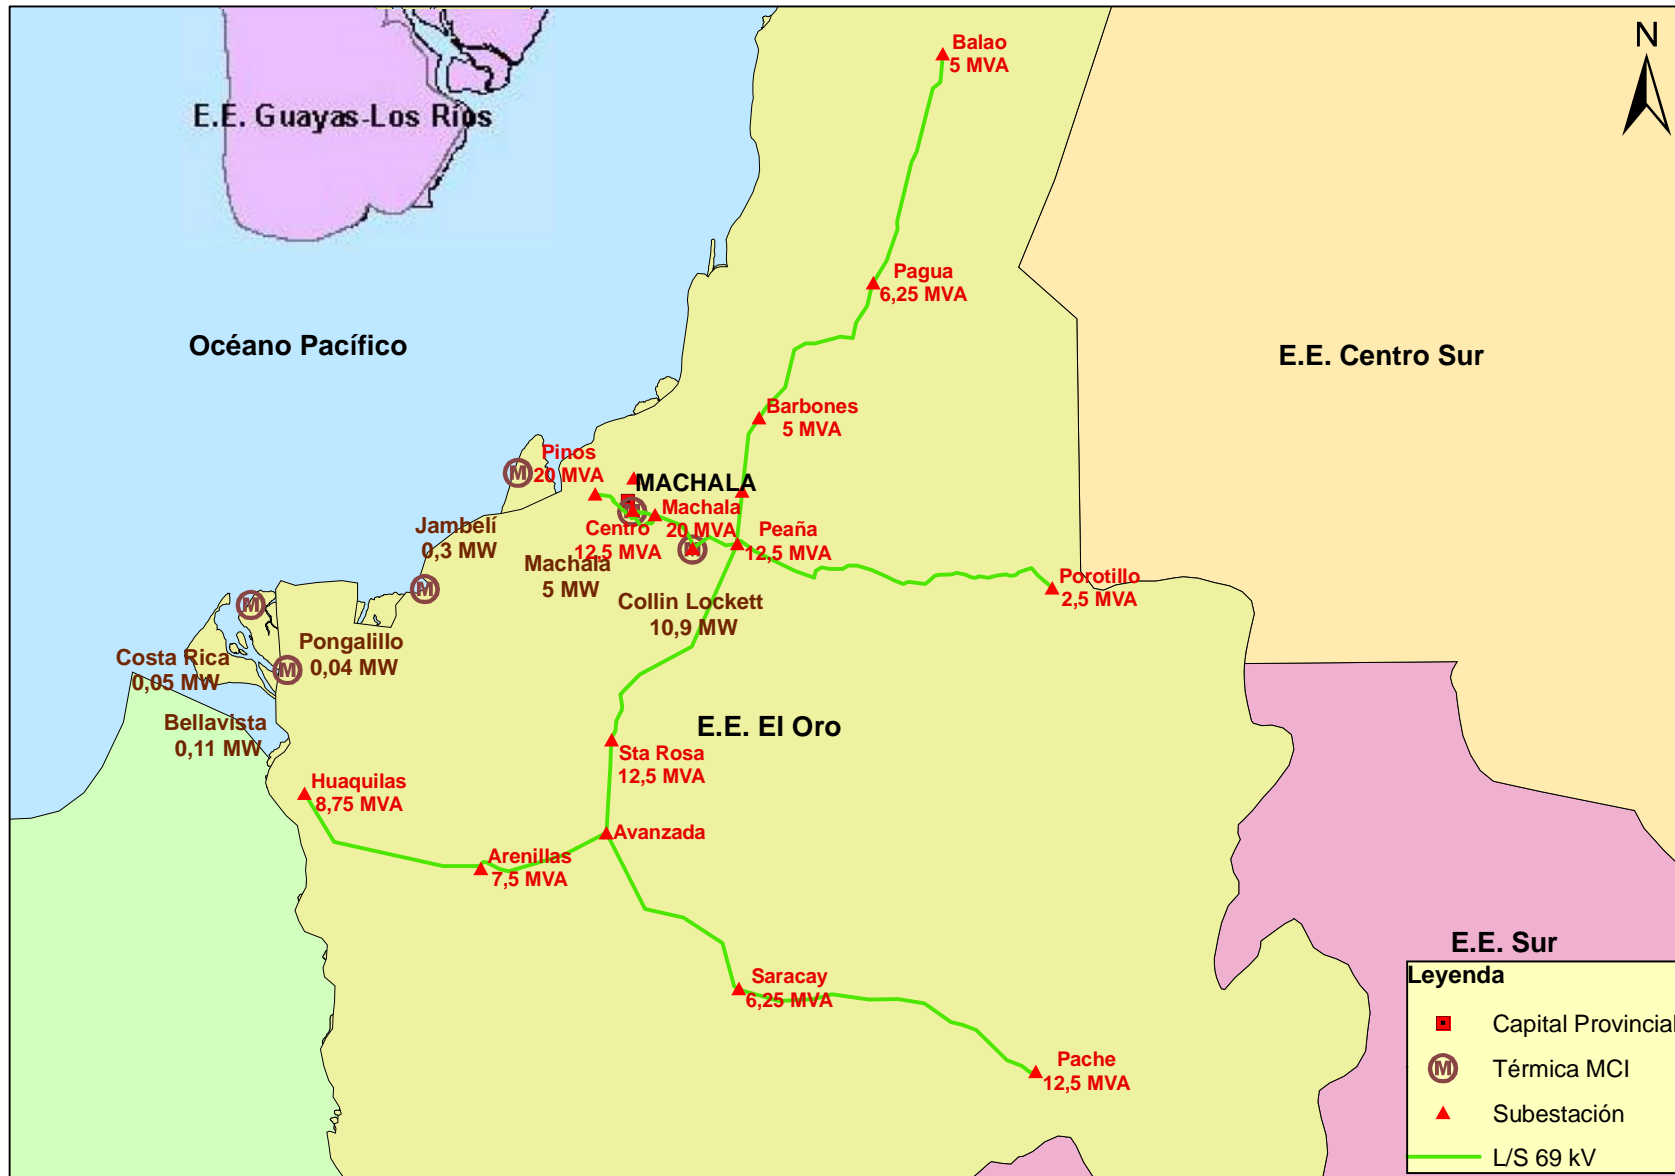 N
Balao
5 MVA
E.E. Guayas-Los Ríos
Pagua
6,25 MVA
Océano Pacífico
E.E. Centro Sur
Barbones
5 MVA
Pinos
20 MVA
MACHALA
Machala
20 MVA
Centro
12,5 MVA
Peaña
12,5 MVA
Jambelí
0,3 MW
Machala
5 MW
Porotillo
2,5 MVA
Collin Lockett
10,9 MW
Pongalillo
0,04 MW
Costa Rica
0,05 MW
Bellavista
0,11 MW
E.E. El Oro
Sta Rosa
12,5 MVA
Huaquilas
8,75 MVA
Avanzada
Arenillas
7,5 MVA
E.E. Sur
Saracay
6,25 MVA
Pache
12,5 MVA
Leyenda
Capital Provincial
M Térmica MCI
Subestación
L/S 69 kV
M
M
M
M
M
M